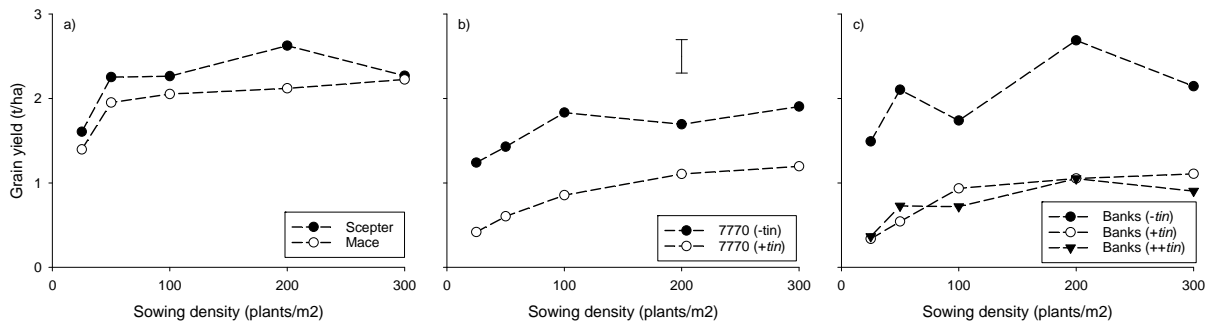 a)
b)
c)
3
2
1
0
Grain yield (t/ha)
Scepter
Mace
7770 (-tin)
7770 (+tin)
Banks (-tin)
Banks (+tin)
Banks (++tin)
0 100 200 300
0 100 200 300
0 100 200 300
Sowing density (plants/m2)
Sowing density (plants/m2)
Sowing density (plants/m2)